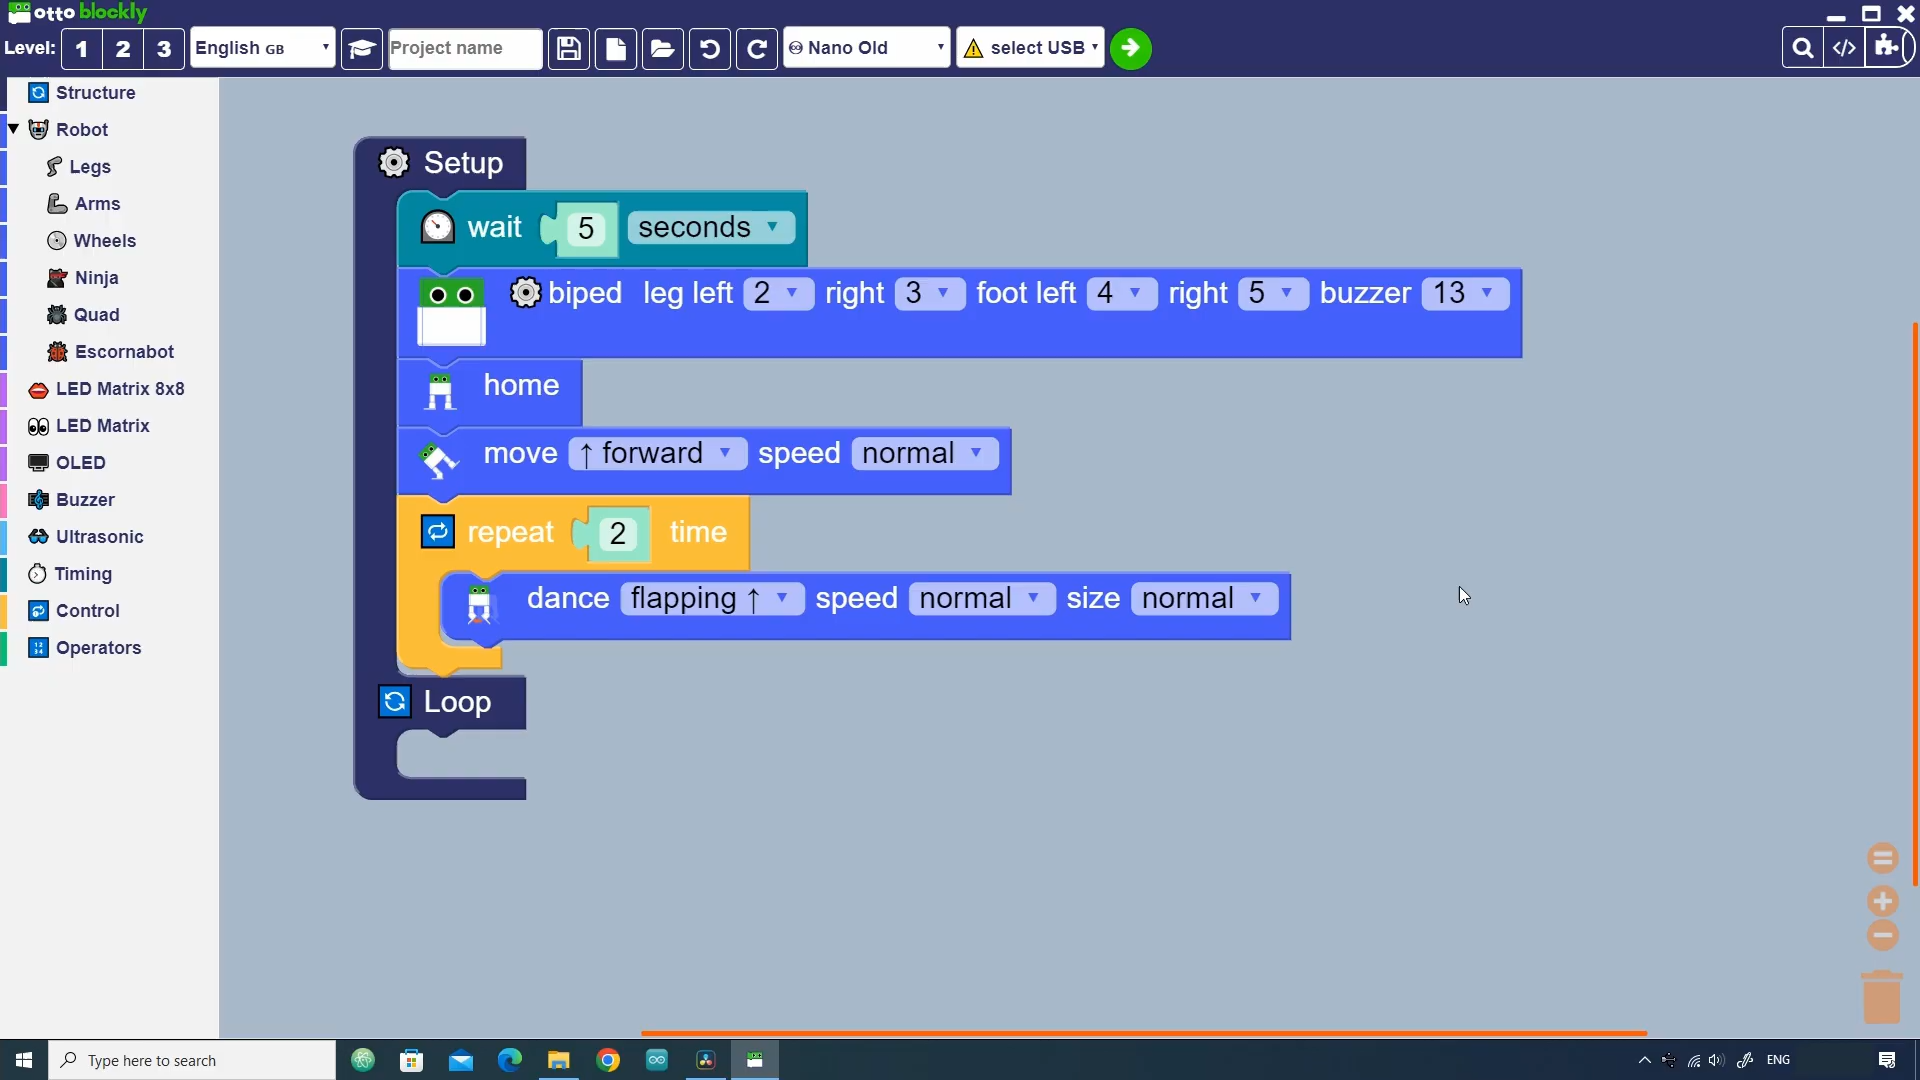 otto blockly
Level: 1 2 3 English GB Project name Nano Old select USB
Structure
Robot
Legs
Arms
Wheels
Ninja
Quad
Escornabot
LED Matrix 8x8
LED Matrix
OLED
Buzzer
Ultrasonic
Timing
Control
Operators
Setup
wait 5 seconds
biped leg left 2 right 3 foot left 4 right 5 buzzer 13
home
move ↑ forward speed normal
repeat 2 time
dance flapping ↑ speed normal size normal
Loop
Type here to search
ENG